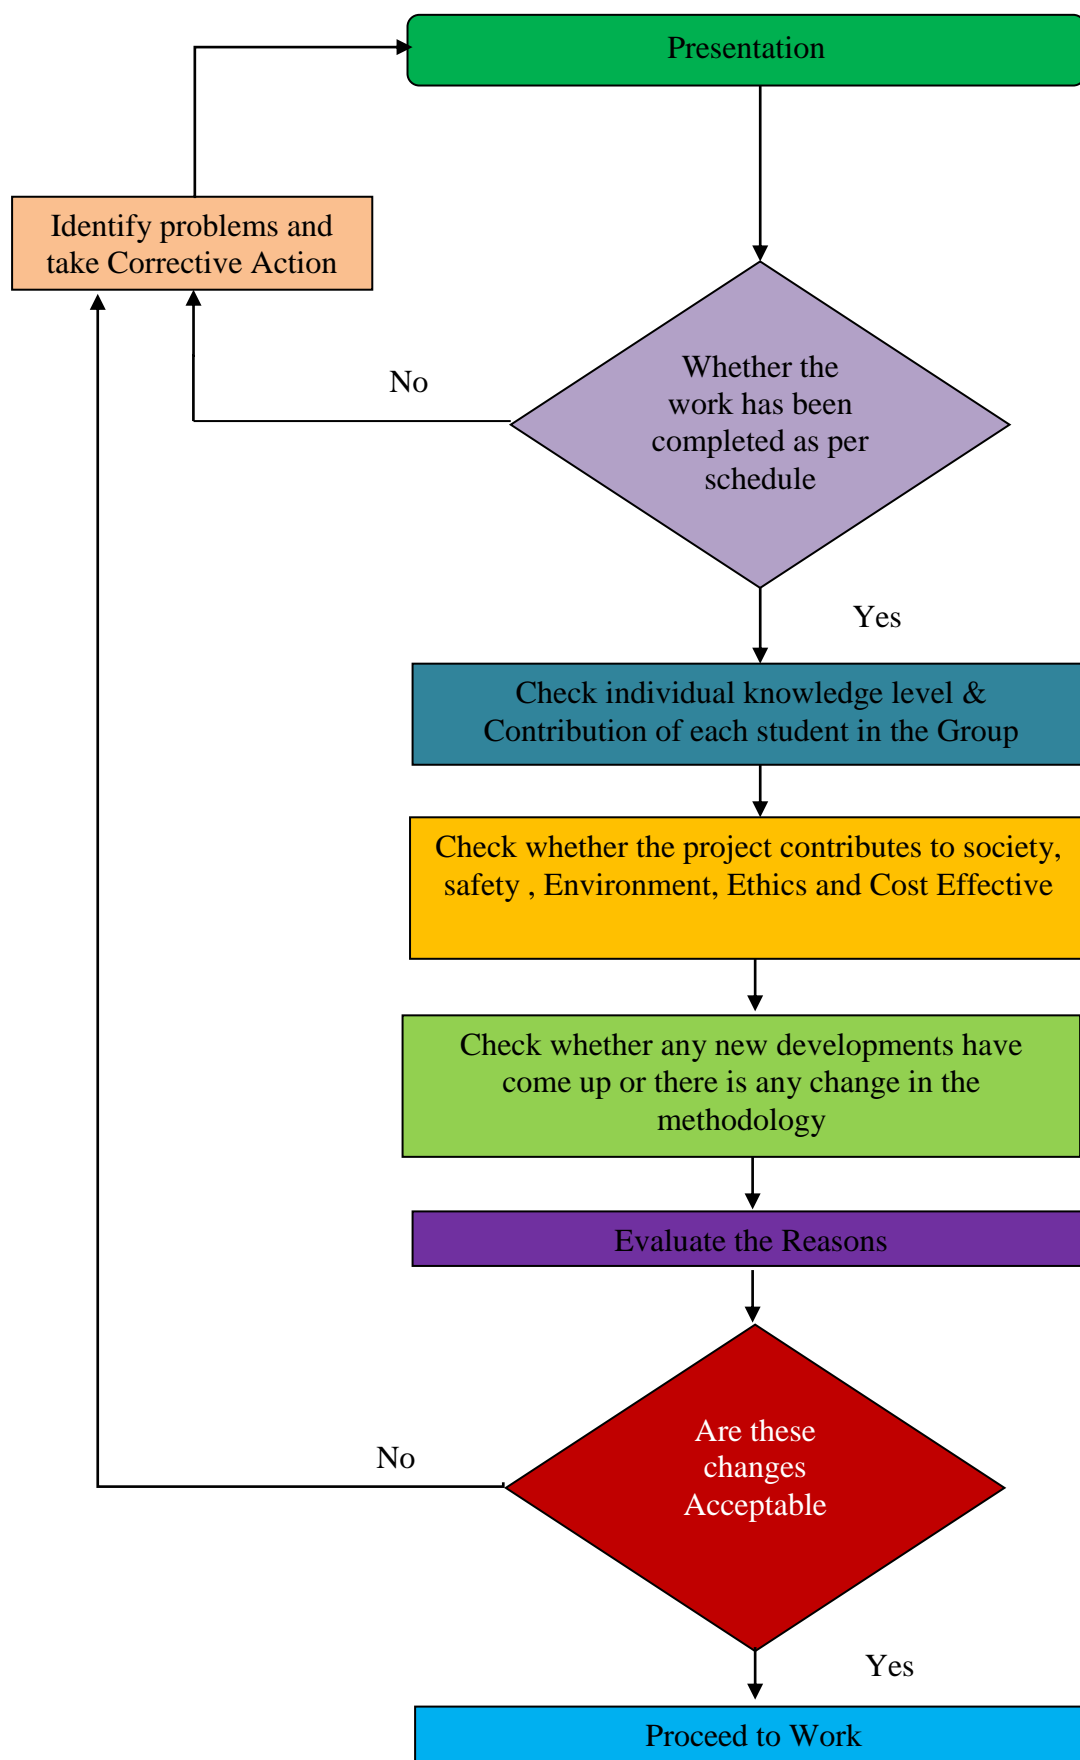 Presentation
Identify problems and
take Corrective Action
Whether the
work has been
completed as per
schedule
No
Yes
Check individual knowledge level &
Contribution of each student in the Group
Check whether the project contributes to society,
safety , Environment, Ethics and Cost Effective
Check whether any new developments have
come up or there is any change in the
methodology
Evaluate the Reasons
Are these
changes
Acceptable
No
Yes
Proceed to Work